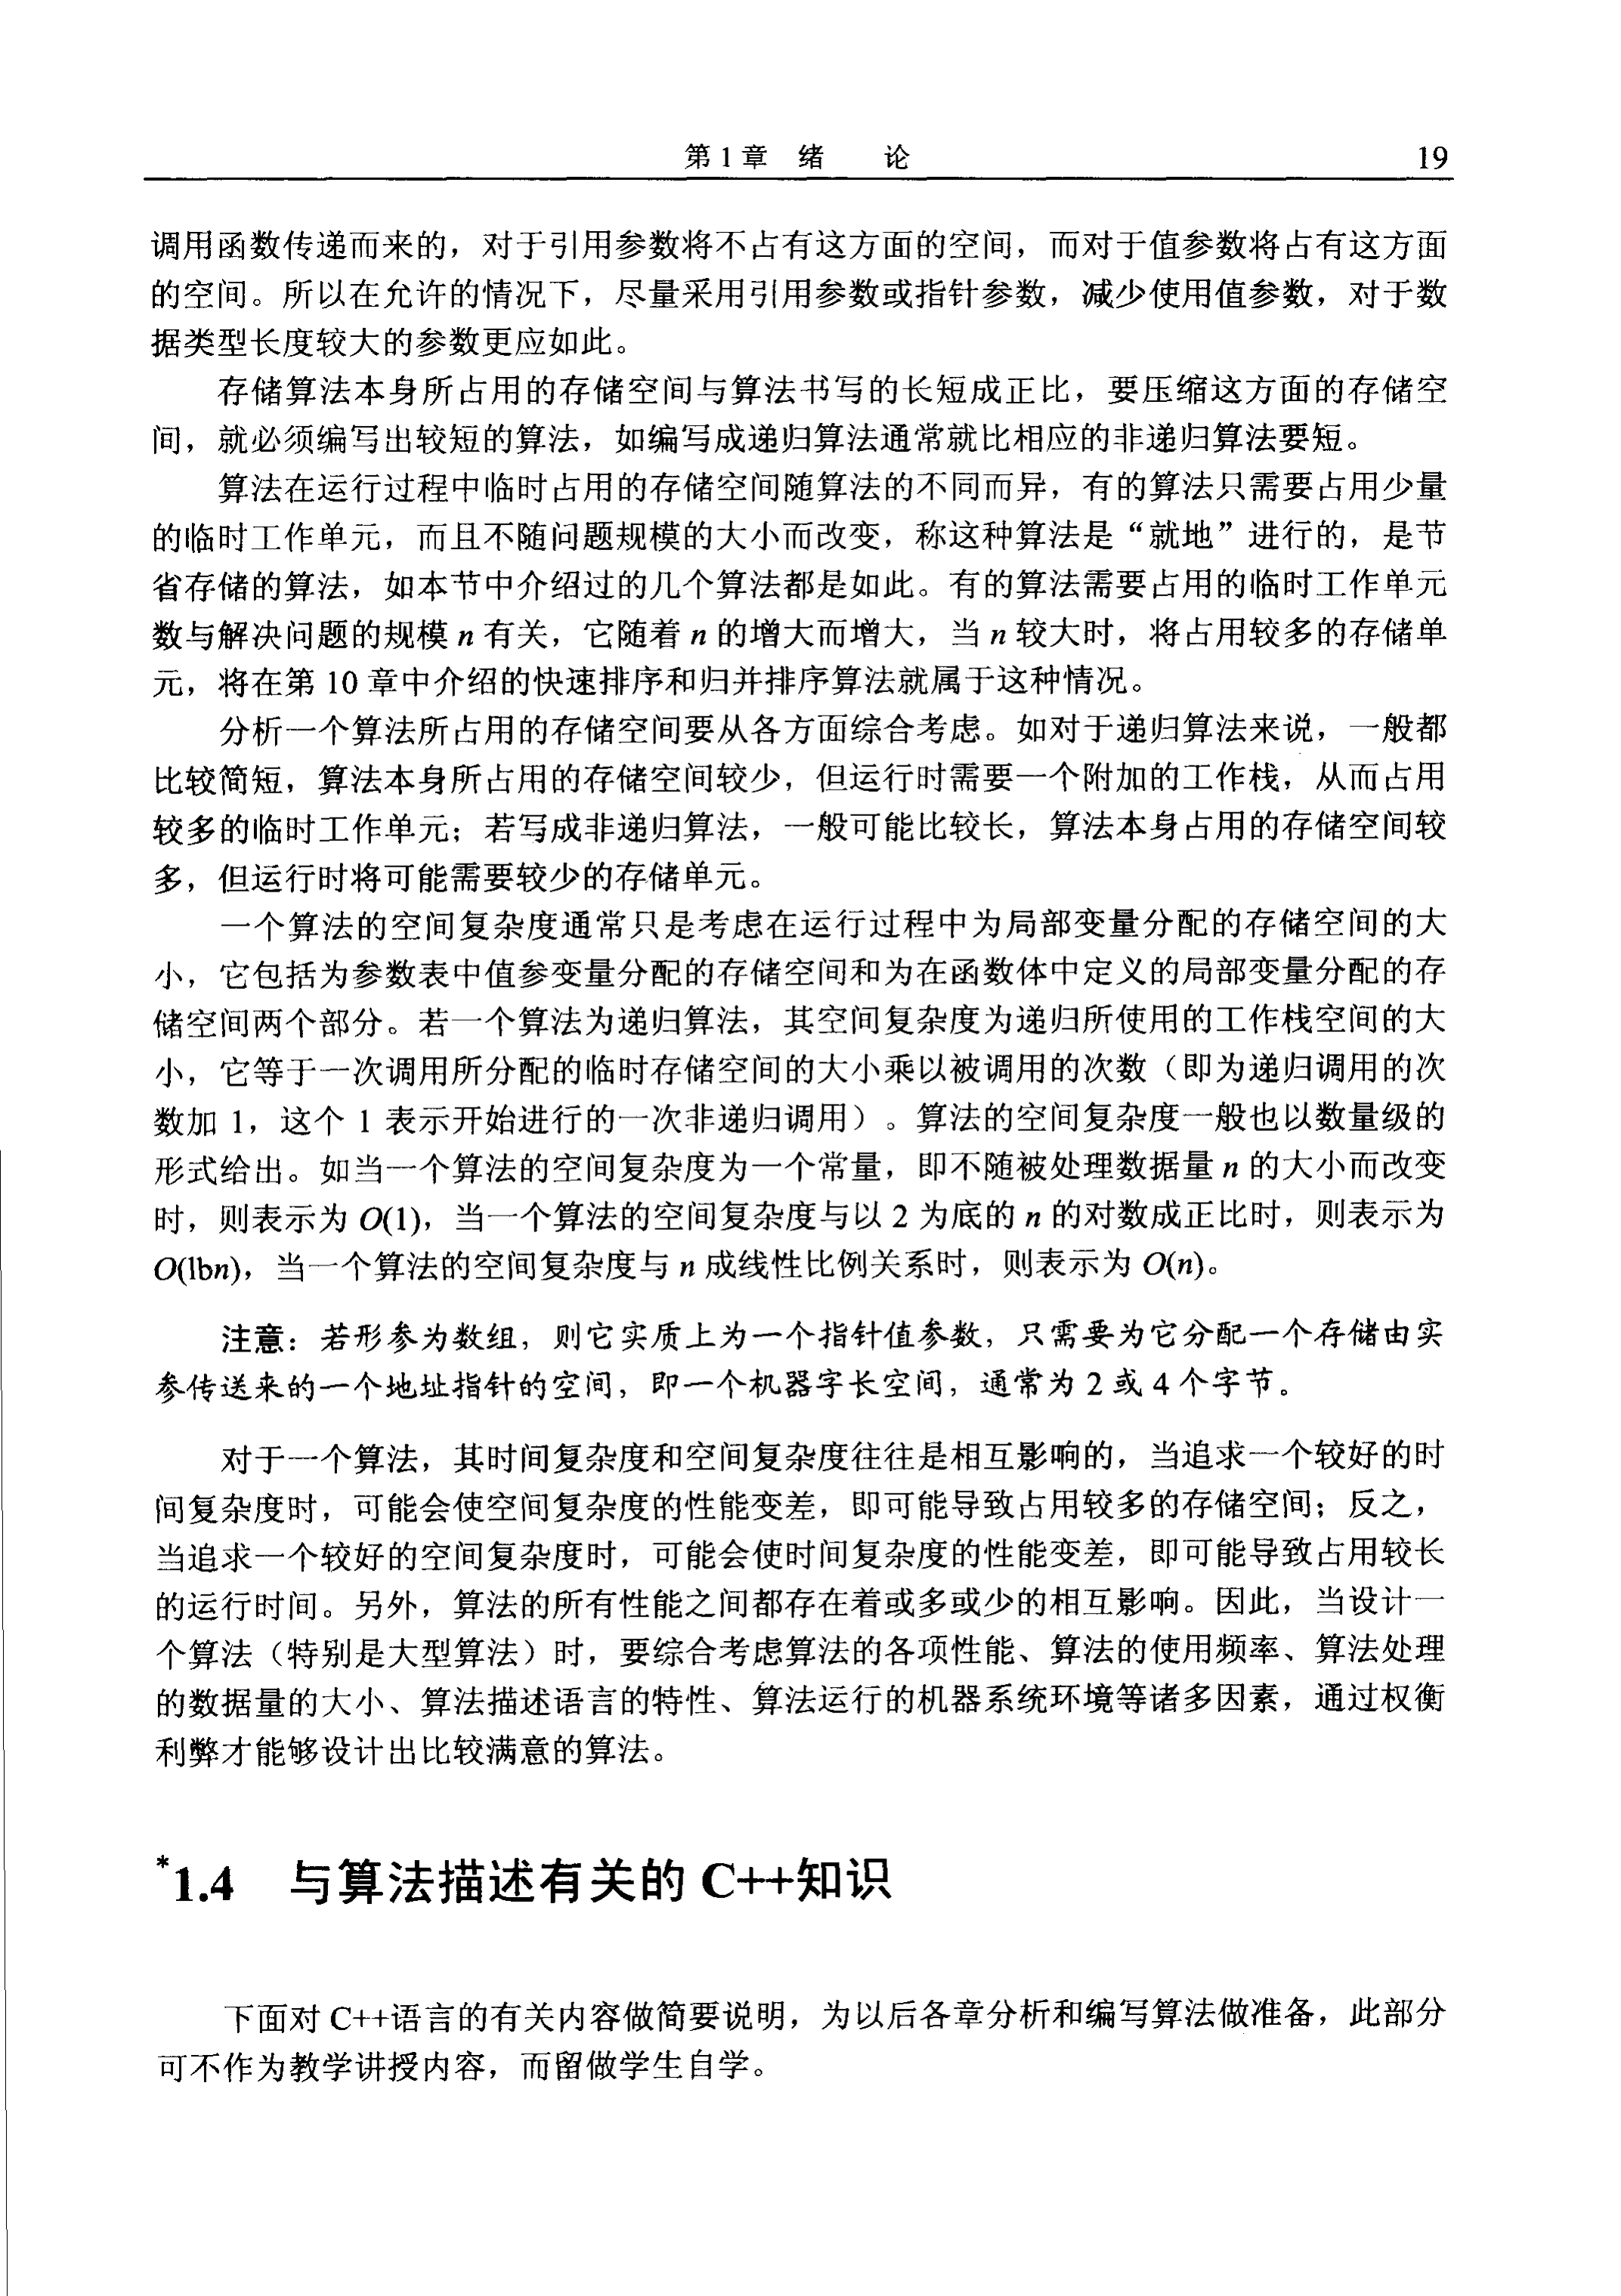 第1章 绪 论 19
调用函数传递而来的，对于引用参数将不占有这方面的空间，而对于值参数将占有这方面
的空间。所以在允许的情况下，尽量采用引用参数或指针参数，减少使用值参数，对于数
据类型长度较大的参数更应如此。
存储算法本身所占用的存储空间与算法书写的长短成正比，要压缩这方面的存储空
间，就必须编写出较短的算法，如编写成递归算法通常就比相应的非递归算法要短。
算法在运行过程中临时占用的存储空间随算法的不同而异，有的算法只需要占用少量
的临时工作单元，而且不随问题规模的大小而改变，称这种算法是“就地”进行的，是节
省存储的算法，如本节中介绍过的几个算法都是如此。有的算法需要占用的临时工作单元
数与解决问题的规模 n 有关，它随着 n 的增大而增大，当 n 较大时，将占用较多的存储单
元，将在第 10 章中介绍的快速排序和归并排序算法就属于这种情况。
分析一个算法所占用的存储空间要从各方面综合考虑。如对于递归算法来说，一般都
比较简短，算法本身所占用的存储空间较少，但运行时需要一个附加的工作栈，从而占用
较多的临时工作单元；若写成非递归算法，一般可能比较长，算法本身占用的存储空间较
多，但运行时将可能需要较少的存储单元。
一个算法的空间复杂度通常只是考虑在运行过程中为局部变量分配的存储空间的大
小，它包括为参数表中值参变量分配的存储空间和为在函数体中定义的局部变量分配的存
储空间两个部分。若一个算法为递归算法，其空间复杂度为递归所使用的工作栈空间的大
小，它等于一次调用所分配的临时存储空间的大小乘以被调用的次数（即为递归调用的次
数加 1，这个 1 表示开始进行的一次非递归调用）。算法的空间复杂度一般也以数量级的
形式给出。如当一个算法的空间复杂度为一个常量，即不随被处理数据量 n 的大小而改变
时，则表示为 O(1)，当一个算法的空间复杂度与以 2 为底的 n 的对数成正比时，则表示为
O(lbn)，当一个算法的空间复杂度与 n 成线性比例关系时，则表示为 O(n)。
注意：若形参为数组，则它实质上为一个指针值参数，只需要为它分配一个存储由实
参传送来的一个地址指针的空间，即一个机器字长空间，通常为 2 或 4 个字节。
对于一个算法，其时间复杂度和空间复杂度往往是相互影响的，当追求一个较好的时
间复杂度时，可能会使空间复杂度的性能变差，即可能导致占用较多的存储空间；反之，
当追求一个较好的空间复杂度时，可能会使时间复杂度的性能变差，即可能导致占用较长
的运行时间。另外，算法的所有性能之间都存在着或多或少的相互影响。因此，当设计一
个算法（特别是大型算法）时，要综合考虑算法的各项性能、算法的使用频率、算法处理
的数据量的大小、算法描述语言的特性、算法运行的机器系统环境等诸多因素，通过权衡
利弊才能够设计出比较满意的算法。
*1.4 与算法描述有关的 C++知识
下面对 C++语言的有关内容做简要说明，为以后各章分析和编写算法做准备，此部分
可不作为教学讲授内容，而留做学生自学。